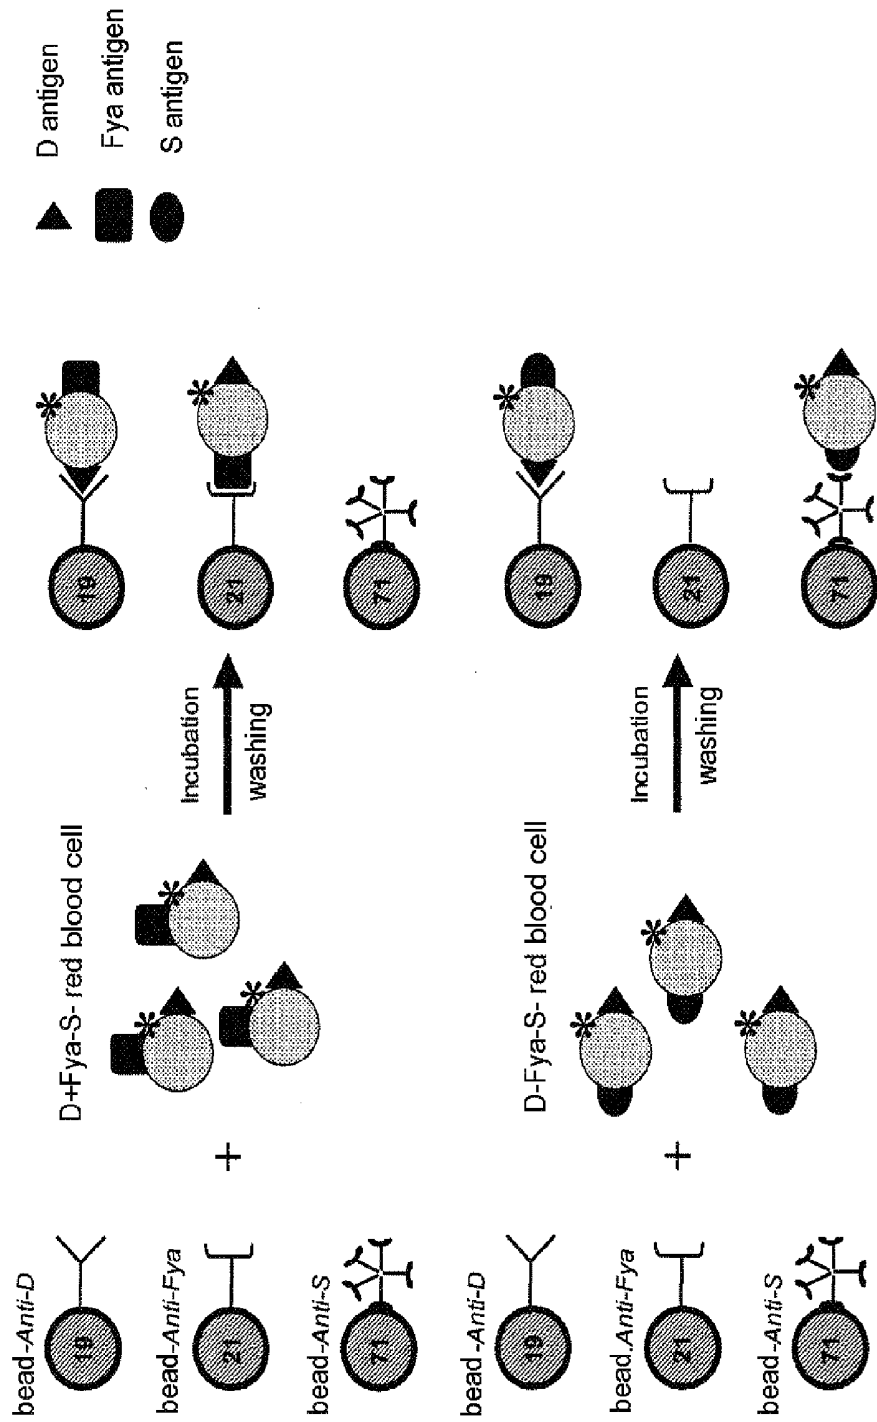 D antigen
Fya antigen
S antigen
bead-Anti-D
19
bead-Anti-Fya
21
bead-Anti-S
71
+
D+Fya-S- red blood cell
*
*
*
Incubation
washing
19
*
21
*
71
bead-Anti-D
19
bead.Anti-Fya
21
bead-Anti-S
71
+
D-Fya-S- red blood cell
*
*
*
Incubation
washing
19
*
21
71
*